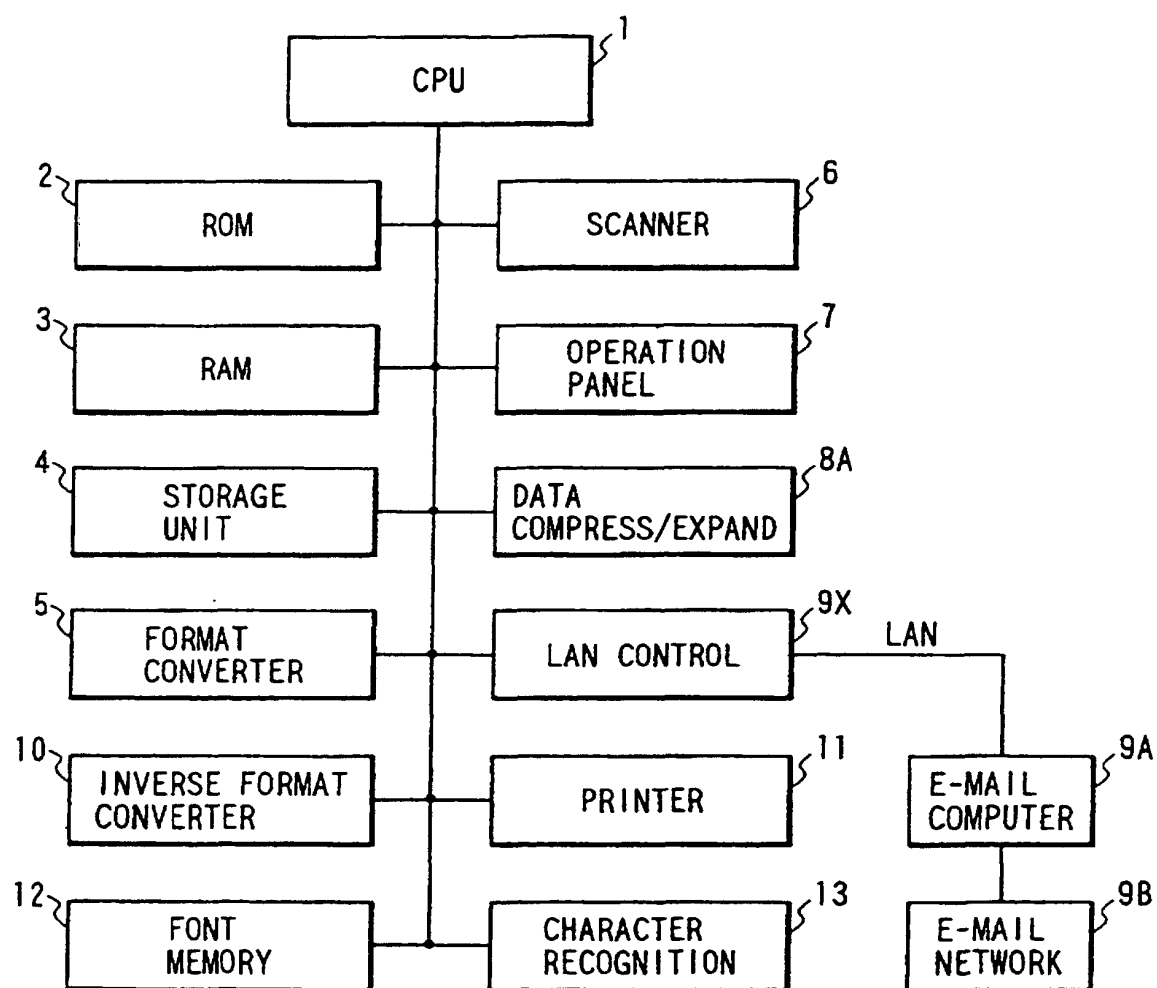 1
CPU
2
ROM
6
SCANNER
3
RAM
7
OPERATION
PANEL
4
STORAGE
UNIT
8A
DATA
COMPRESS/EXPAND
5
FORMAT
CONVERTER
9X
LAN CONTROL
LAN
10
INVERSE FORMAT
CONVERTER
11
PRINTER
9A
E-MAIL
COMPUTER
12
FONT
MEMORY
13
CHARACTER
RECOGNITION
9B
E-MAIL
NETWORK